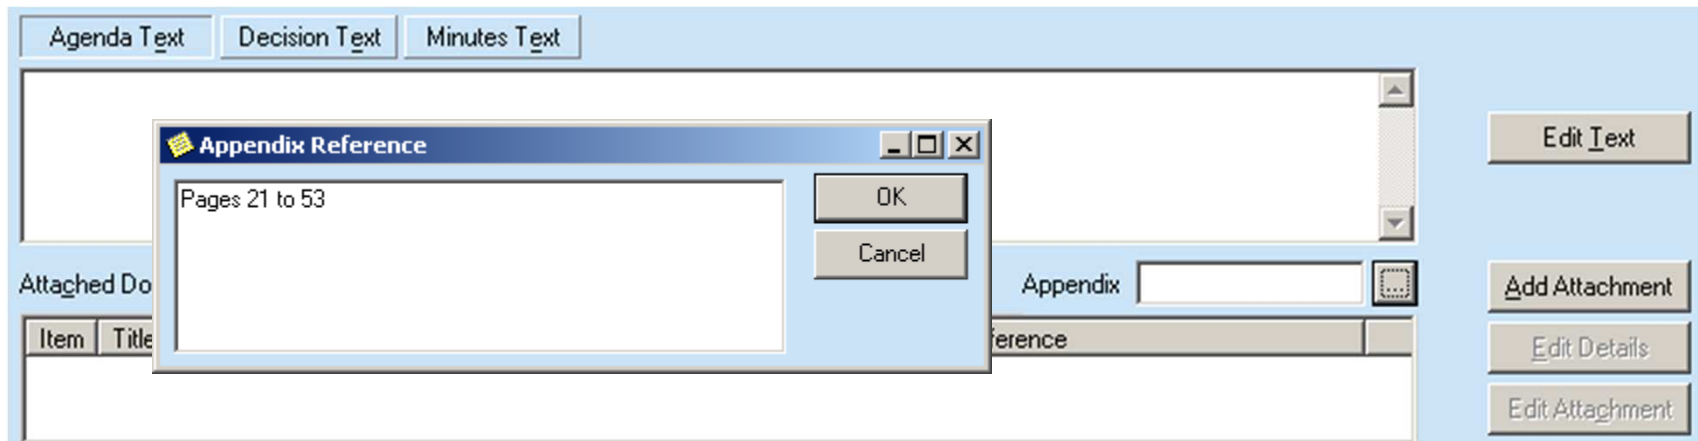 Agenda Text Decision Text Minutes Text
Edit Text
Appendix Reference
Pages 21 to 53
OK
Cancel
Attached Do
Appendix
...
Add Attachment
Item Title
ference
Edit Details
Edit Attachment